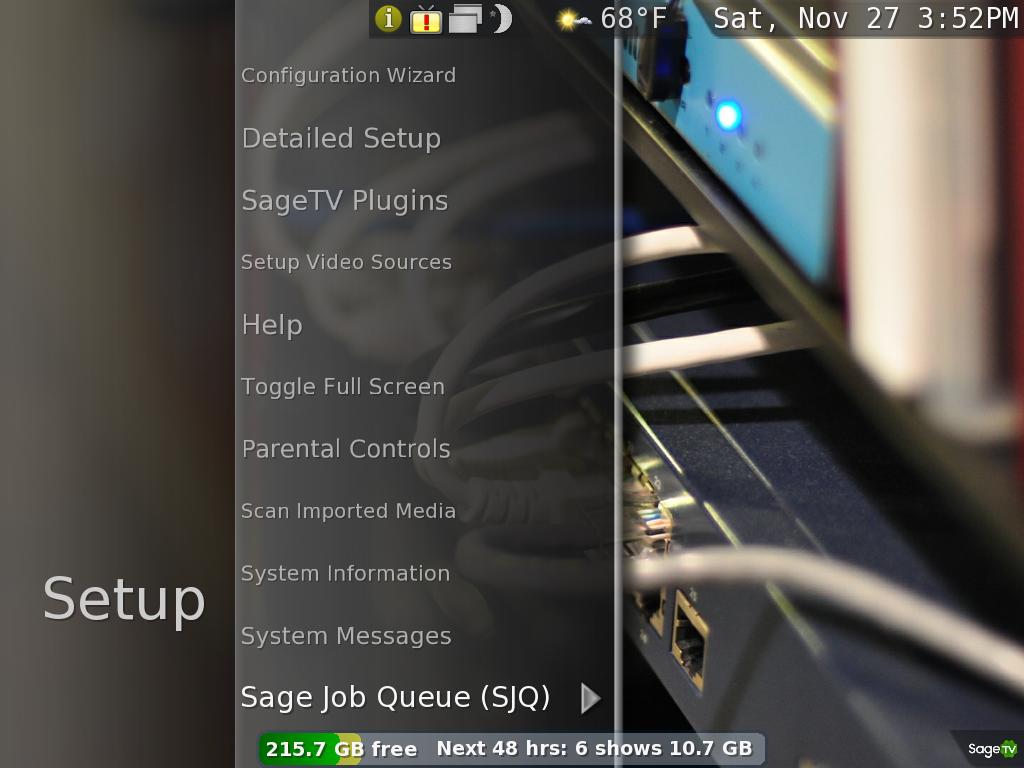 68°F Sat, Nov 27 3:52PM
Configuration Wizard
Detailed Setup
SageTV Plugins
Setup Video Sources
Help
Toggle Full Screen
Parental Controls
Scan Imported Media
System Information
Setup
System Messages
Sage Job Queue (SJQ)
215.7 GB free Next 48 hrs: 6 shows 10.7 GB
SageTV